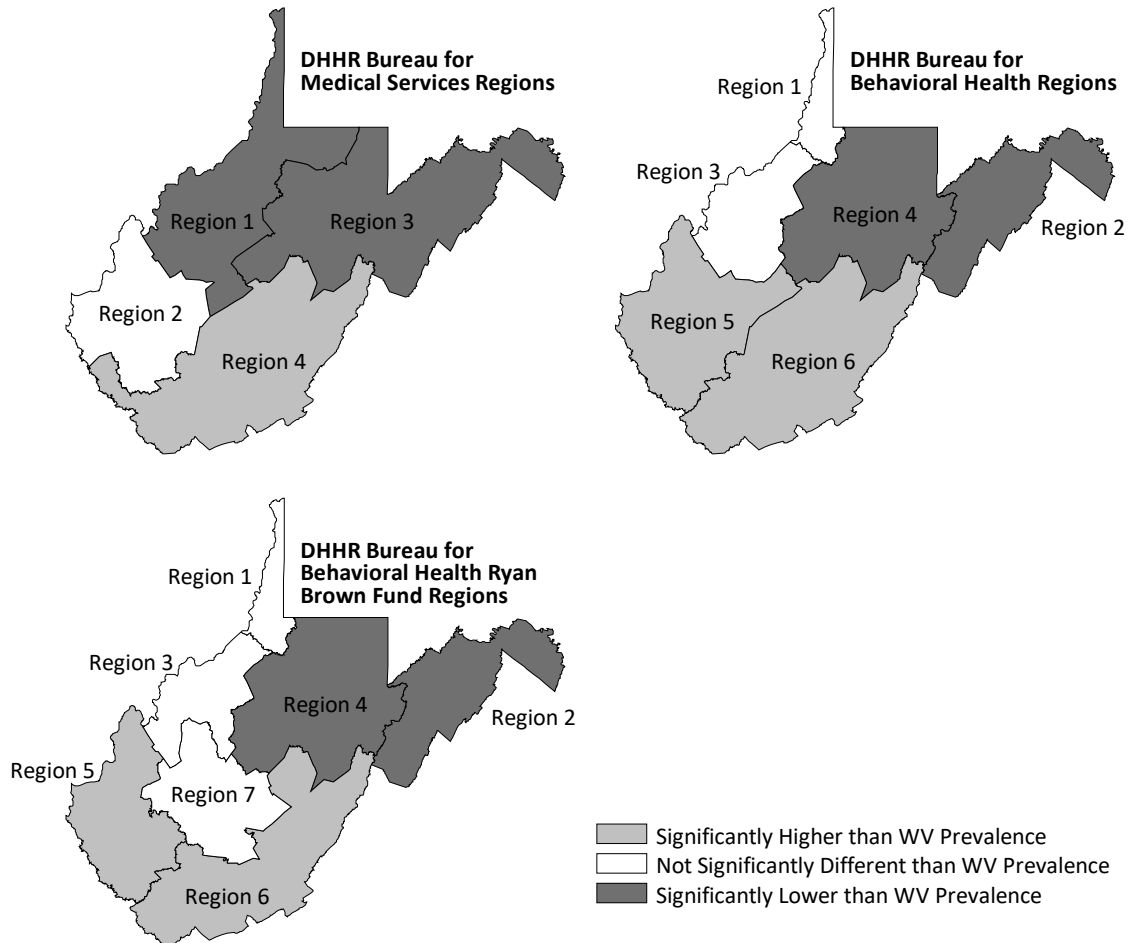 DHHR Bureau for
Medical Services Regions
Region 1
Region 3
Region 2
Region 4
DHHR Bureau for
Behavioral Health Regions
Region 1
Region 3
Region 4
Region 2
Region 5
Region 6
DHHR Bureau for
Behavioral Health Ryan
Brown Fund Regions
Region 1
Region 3
Region 4
Region 2
Region 5
Region 7
Region 6
Significantly Higher than WV Prevalence
Not Significantly Different than WV Prevalence
Significantly Lower than WV Prevalence